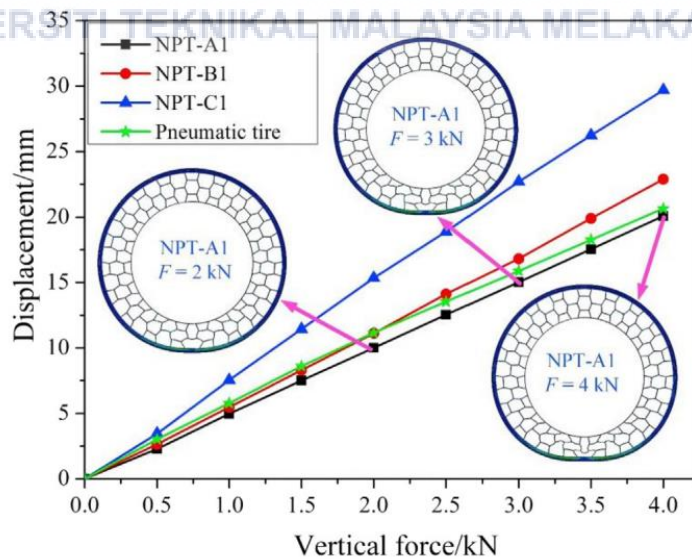 ERSITI TEKNIKAL MALAYSIA MELAKA
35
30
25
20
15
10
5
0
Displacement/mm
NPT-A1
NPT-B1
NPT-C1
Pneumatic tire
NPT-A1
F = 3 kN
NPT-A1
F = 2 kN
NPT-A1
F = 4 kN
0.0 0.5 1.0 1.5 2.0 2.5 3.0 3.5 4.0
Vertical force/kN